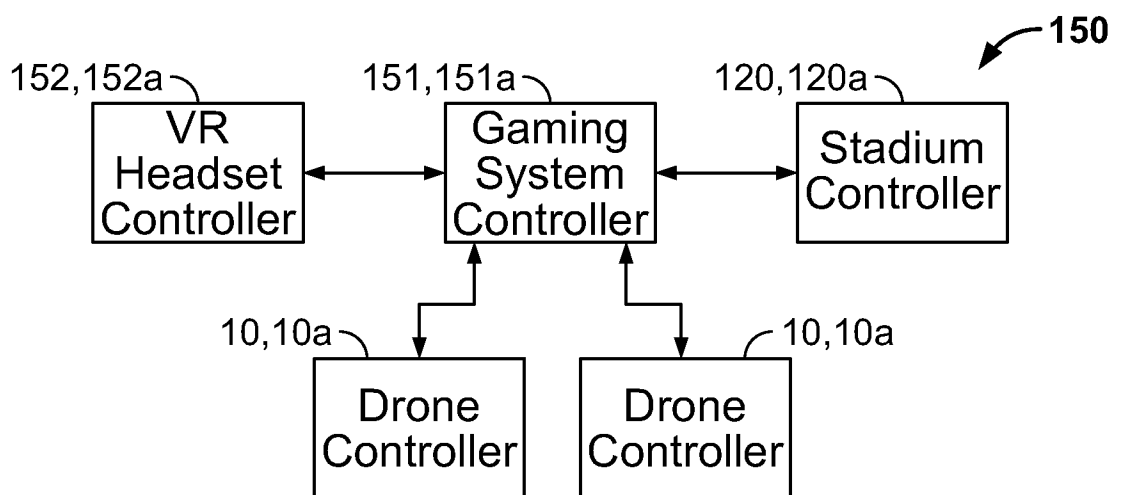 150
152,152a
151,151a
120,120a
VR
Headset
Controller
Gaming
System
Controller
Stadium
Controller
10,10a
10,10a
Drone
Controller
Drone
Controller